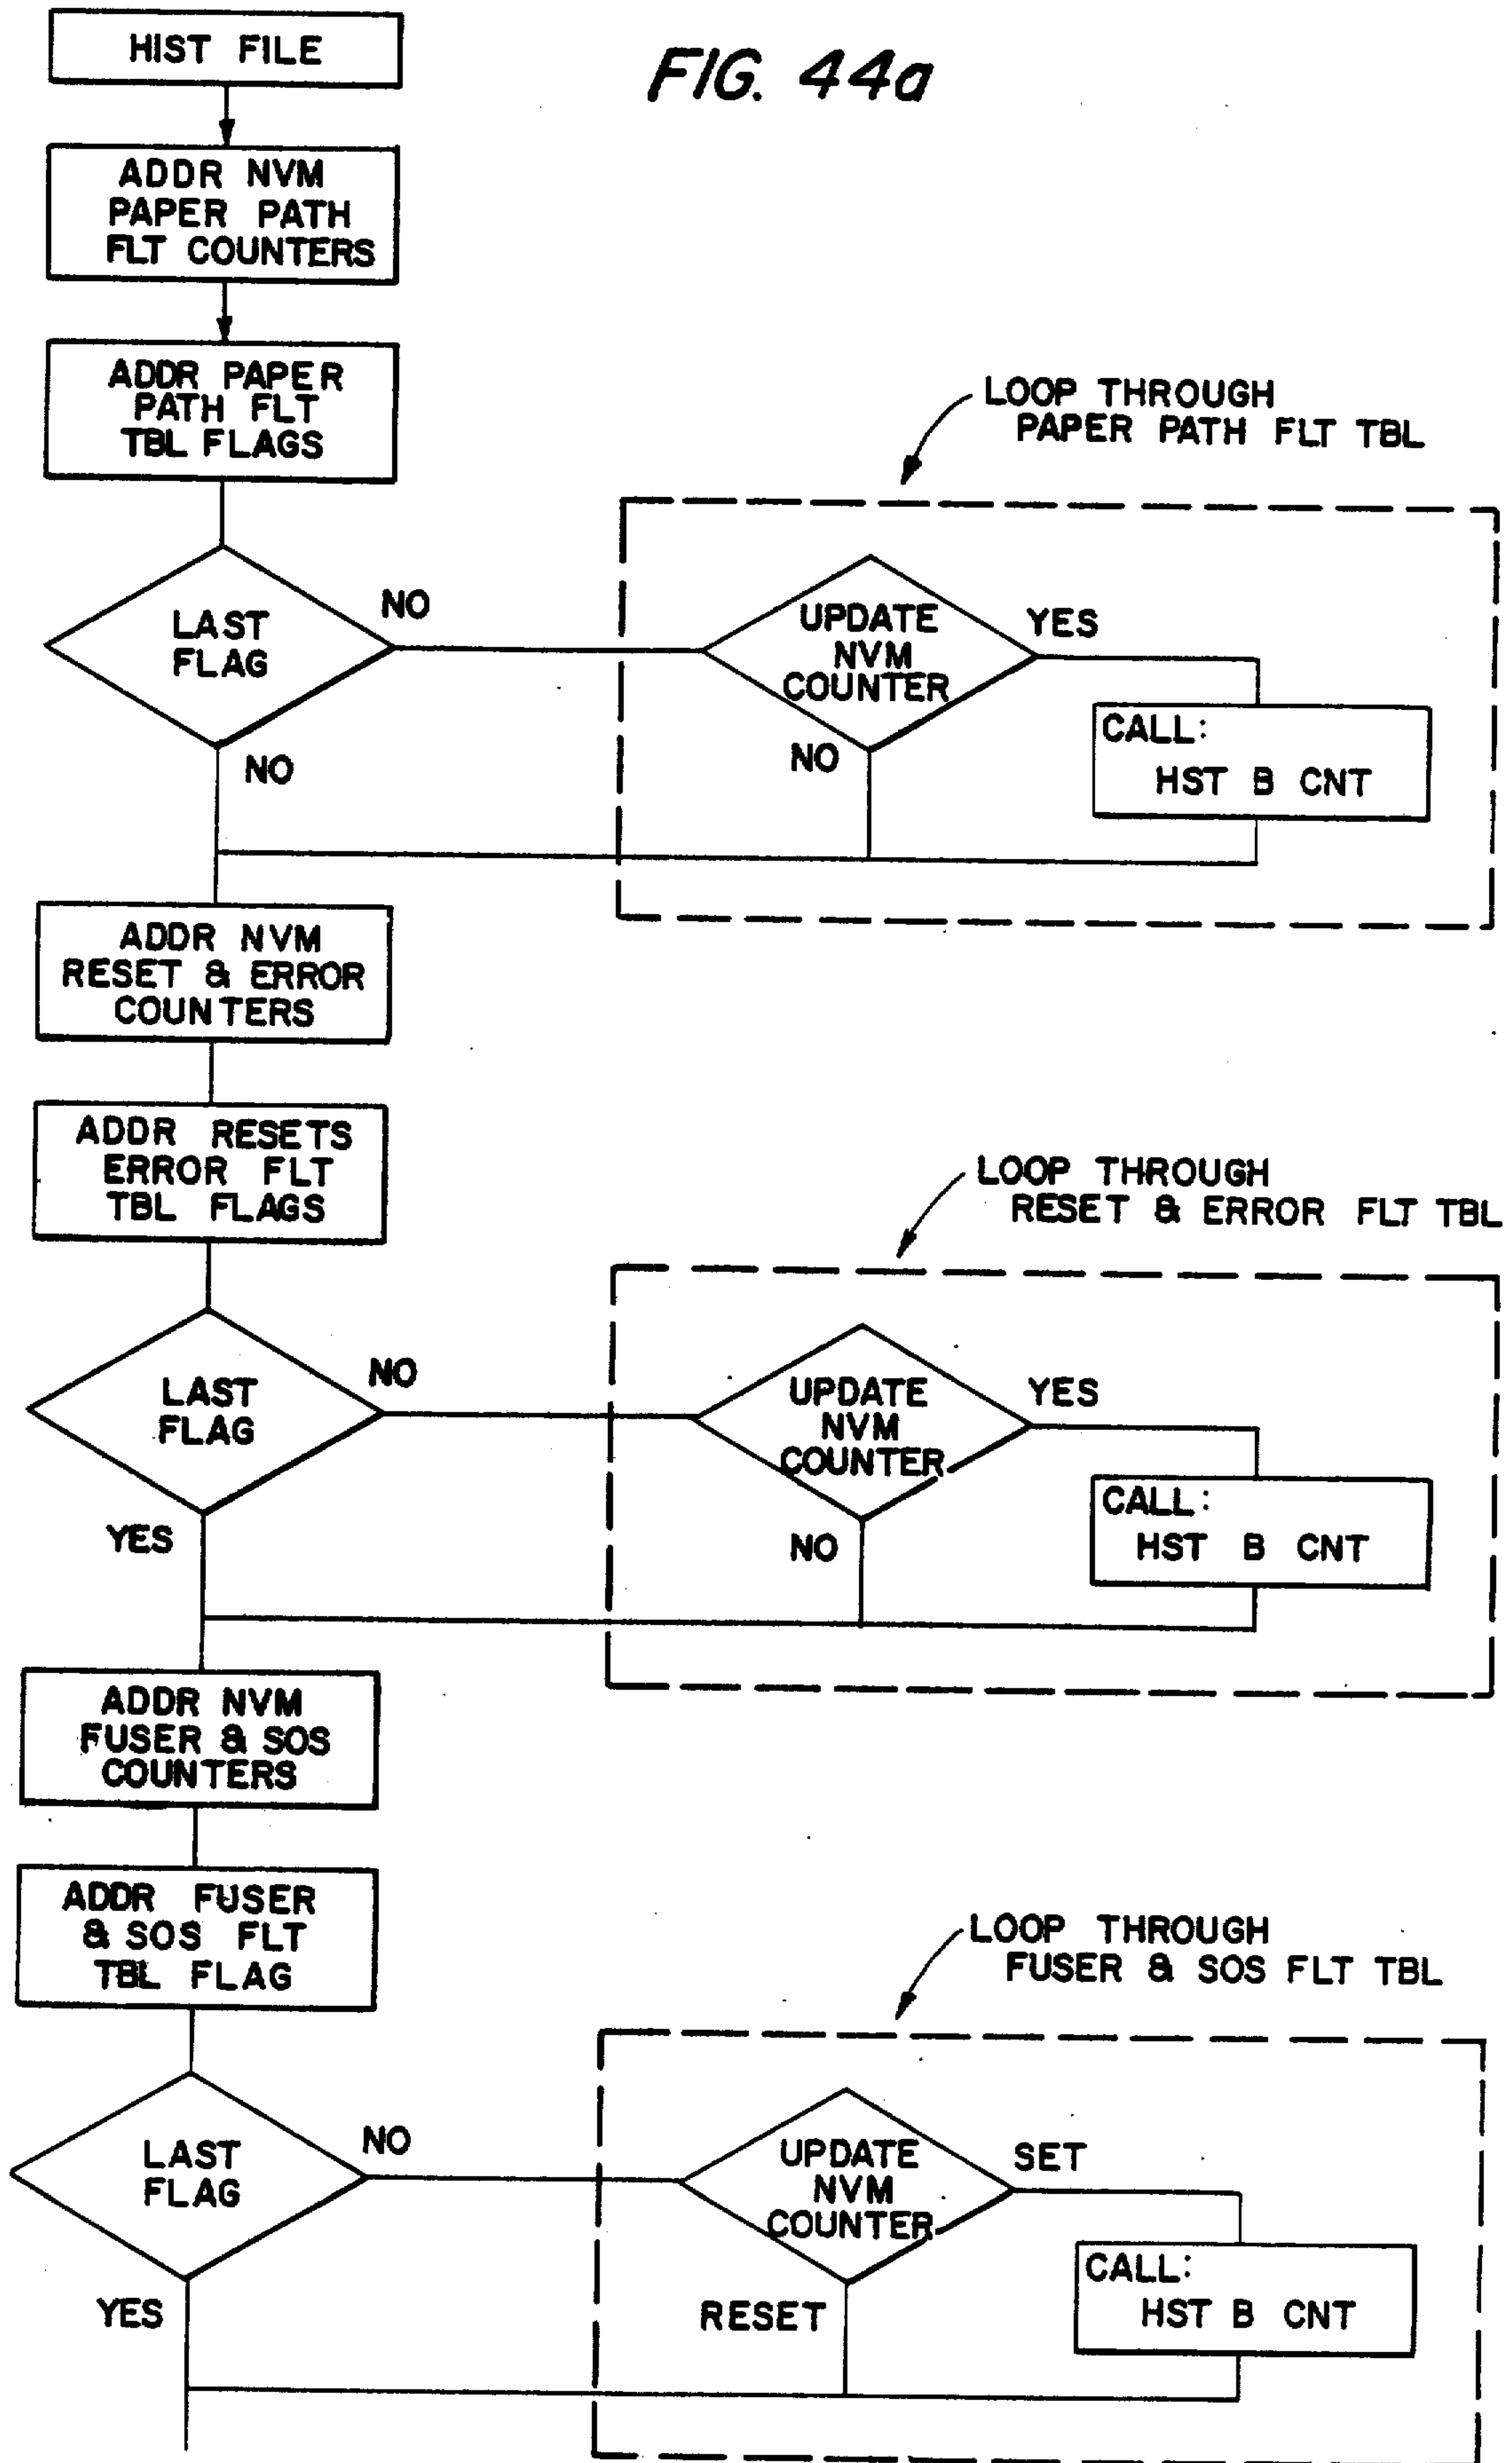 HIST FILE
FIG. 44a
ADDR NVM
PAPER PATH
FLT COUNTERS
ADDR PAPER
PATH FLT
TBL FLAGS
LOOP THROUGH
PAPER PATH FLT TBL
LAST
FLAG
NO
NO
UPDATE
NVM
COUNTER
YES
NO
CALL:
HST B CNT
ADDR NVM
RESET & ERROR
COUNTERS
ADDR RESETS
ERROR FLT
TBL FLAGS
LOOP THROUGH
RESET & ERROR FLT TBL
LAST
FLAG
NO
YES
UPDATE
NVM
COUNTER
YES
NO
CALL:
HST B CNT
ADDR NVM
FUSER & SOS
COUNTERS
ADDR FUSER
& SOS FLT
TBL FLAG
LOOP THROUGH
FUSER & SOS FLT TBL
LAST
FLAG
NO
YES
UPDATE
NVM
COUNTER
SET
RESET
CALL:
HST B CNT